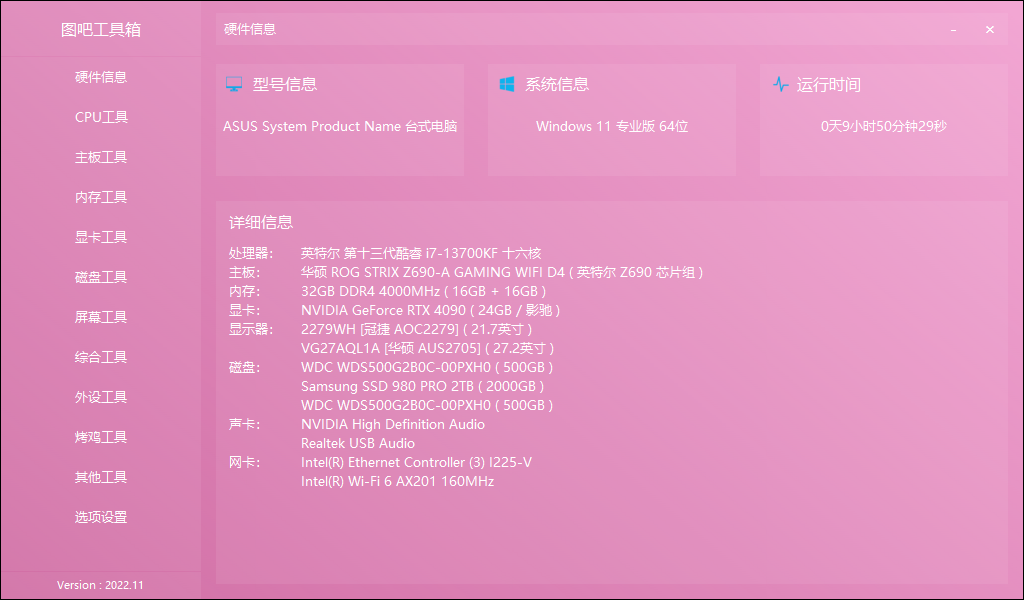 图吧工具箱
硬件信息
CPU工具
主板工具
内存工具
显卡工具
磁盘工具
屏幕工具
综合工具
外设工具
烤鸡工具
其他工具
选项设置
Version : 2022.11
硬件信息
型号信息
ASUS System Product Name 台式电脑
系统信息
Windows 11 专业版 64位
运行时间
0天9小时50分钟29秒
详细信息
处理器: 英特尔 第十三代酷睿 i7-13700KF 十六核
主板: 华硕 ROG STRIX Z690-A GAMING WIFI D4 ( 英特尔 Z690 芯片组 )
内存: 32GB DDR4 4000MHz ( 16GB + 16GB )
显卡: NVIDIA GeForce RTX 4090 ( 24GB / 影驰 )
显示器: 2279WH [冠捷 AOC2279] ( 21.7英寸 )
VG27AQL1A [华硕 AUS2705] ( 27.2英寸 )
磁盘: WDC WDS500G2B0C-00PXH0 ( 500GB )
Samsung SSD 980 PRO 2TB ( 2000GB )
WDC WDS500G2B0C-00PXH0 ( 500GB )
声卡: NVIDIA High Definition Audio
Realtek USB Audio
网卡: Intel(R) Ethernet Controller (3) I225-V
Intel(R) Wi-Fi 6 AX201 160MHz